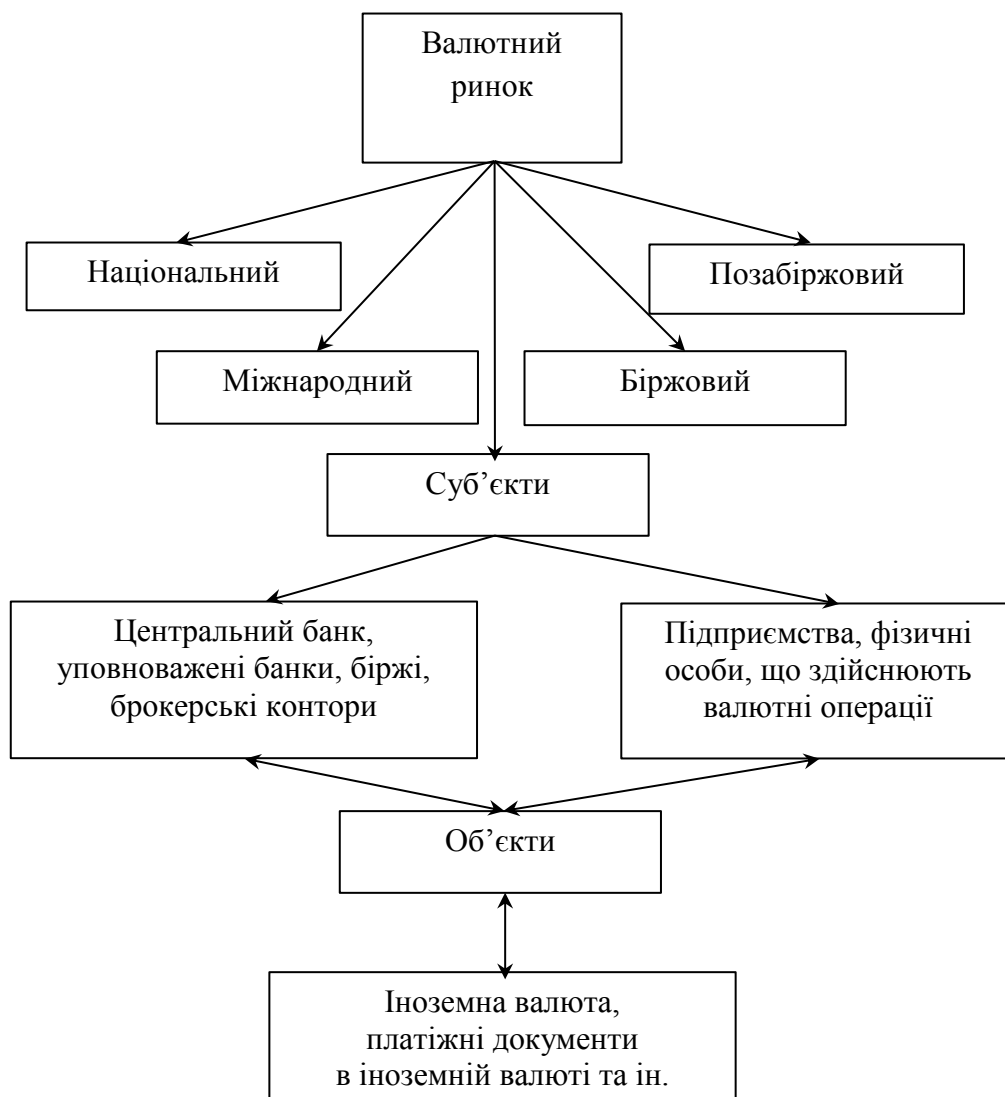 Валютний
ринок
Національний
Позабіржовий
Міжнародний
Біржовий
Суб’єкти
Центральний банк,
уповноважені банки, біржі,
брокерські контори
Підприємства, фізичні
особи, що здійснюють
валютні операції
Об’єкти
Іноземна валюта,
платіжні документи
в іноземній валюті та ін.